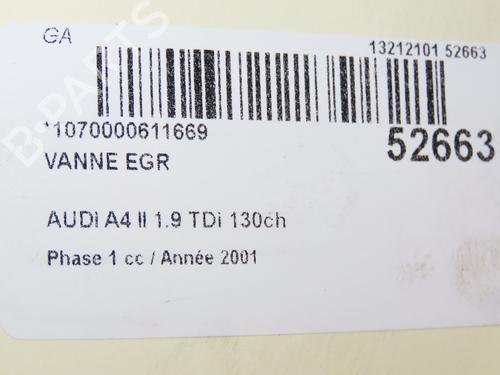 GA
13212101 52663
*1070000611669
52663
VANNE EGR
AUDI A4 II 1.9 TDi 130ch
Phase 1 cc / Année 2001
B-PARTS